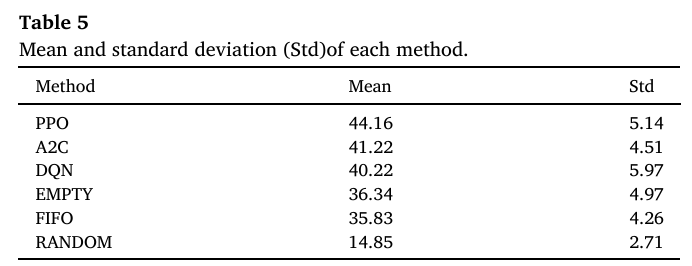 Table 5
Mean and standard deviation (Std)of each method.
Method Mean Std
PPO 44.16 5.14
A2C 41.22 4.51
DQN 40.22 5.97
EMPTY 36.34 4.97
FIFO 35.83 4.26
RANDOM 14.85 2.71